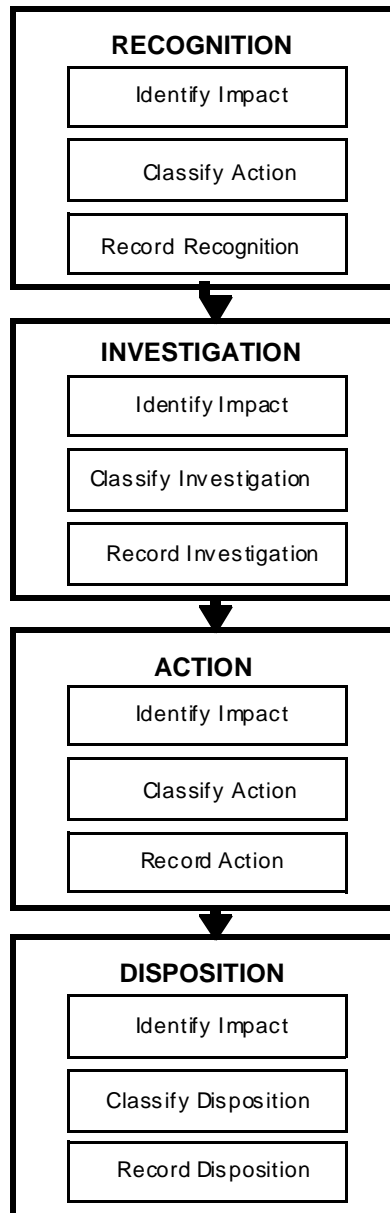 RECOGNITION
Identify Impact
Classify Action
Record Recognition
INVESTIGATION
Identify Impact
Classify Investigation
Record Investigation
ACTION
Identify Impact
Classify Action
Record Action
DISPOSITION
Identify Impact
Classify Disposition
Record Disposition